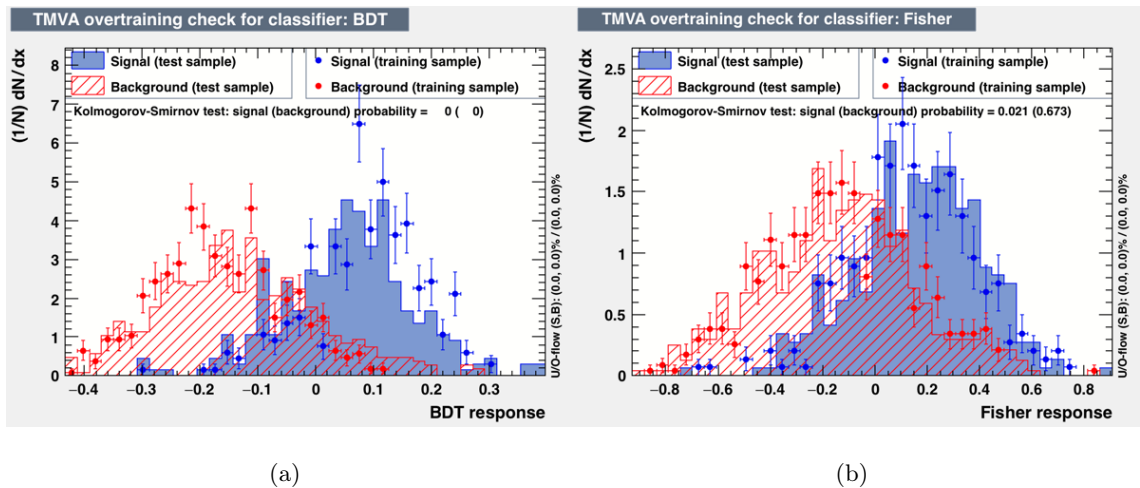 TMVA overtraining check for classifier: BDT
(1/N) dN/dx
8
7
6
5
4
3
2
1
0
Signal (test sample)
Background (test sample)
Signal (training sample)
Background (training sample)
Kolmogorov-Smirnov test: signal (background) probability = 0 ( 0)
U/O-flow (S,B): (0.0, 0.0)% / (0.0, 0.0)%
−0.4 −0.3 −0.2 −0.1 0 0.1 0.2 0.3
BDT response
(a)
TMVA overtraining check for classifier: Fisher
(1/N) dN/dx
2.5
2
1.5
1
0.5
0
Signal (test sample)
Background (test sample)
Signal (training sample)
Background (training sample)
Kolmogorov-Smirnov test: signal (background) probability = 0.021 (0.673)
U/O-flow (S,B): (0.0, 0.0)% / (0.0, 0.0)%
−0.8 −0.6 −0.4 −0.2 0 0.2 0.4 0.6 0.8
Fisher response
(b)